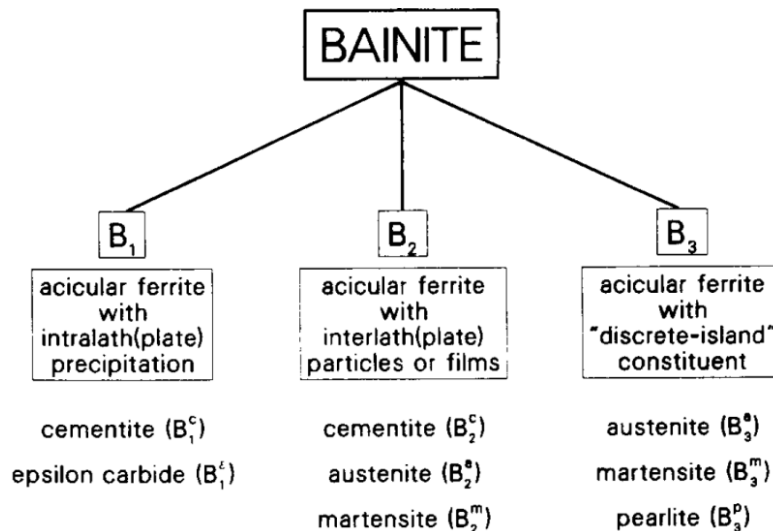 BAINITE
B₁
acicular ferrite
with
intralath(plate)
precipitation
cementite (B₁ᶜ)
epsilon carbide (B₁ᵋ)
B₂
acicular ferrite
with
interlath(plate)
particles or films
cementite (B₂ᶜ)
austenite (B₂ᵃ)
martensite (B₂ᵐ)
B₃
acicular ferrite
with
"discrete-island"
constituent
austenite (B₃ᵃ)
martensite (B₃ᵐ)
pearlite (B₃ᵖ)